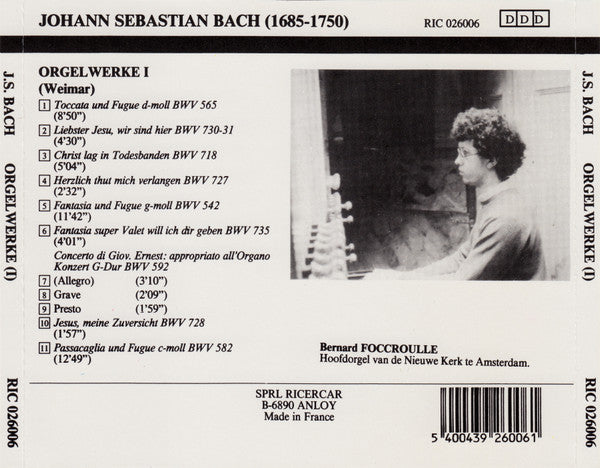 JOHANN SEBASTIAN BACH (1685-1750)
RIC 026006
D D D
J.S. BACH ORGELWERKE (I) RIC 026006
ORGELWERKE I
(Weimar)
1 Toccata und Fugue d-moll BWV 565
(8'50")
2 Liebster Jesu, wir sind hier BWV 730-31
(4'30")
3 Christ lag in Todesbanden BWV 718
(5'04")
4 Herzlich thut mich verlangen BWV 727
(2'32")
5 Fantasia und Fugue g-moll BWV 542
(11'42")
6 Fantasia super Valet will ich dir geben BWV 735
(4'01")
Concerto di Giov. Ernest: appropriato all'Organo
Konzert G-Dur BWV 592
7 (Allegro) (3'10")
8 Grave (2'09")
9 Presto (1'59")
10 Jesus, meine Zuversicht BWV 728
(1'57")
11 Passacaglia und Fugue c-moll BWV 582
(12'49")
Bernard FOCCROULLE
Hoofdorgel van de Nieuwe Kerk te Amsterdam.
SPRL RICERCAR
B-6890 ANLOY
Made in France
5 400439 260061
J.S. BACH ORGELWERKE (I) RIC 026006